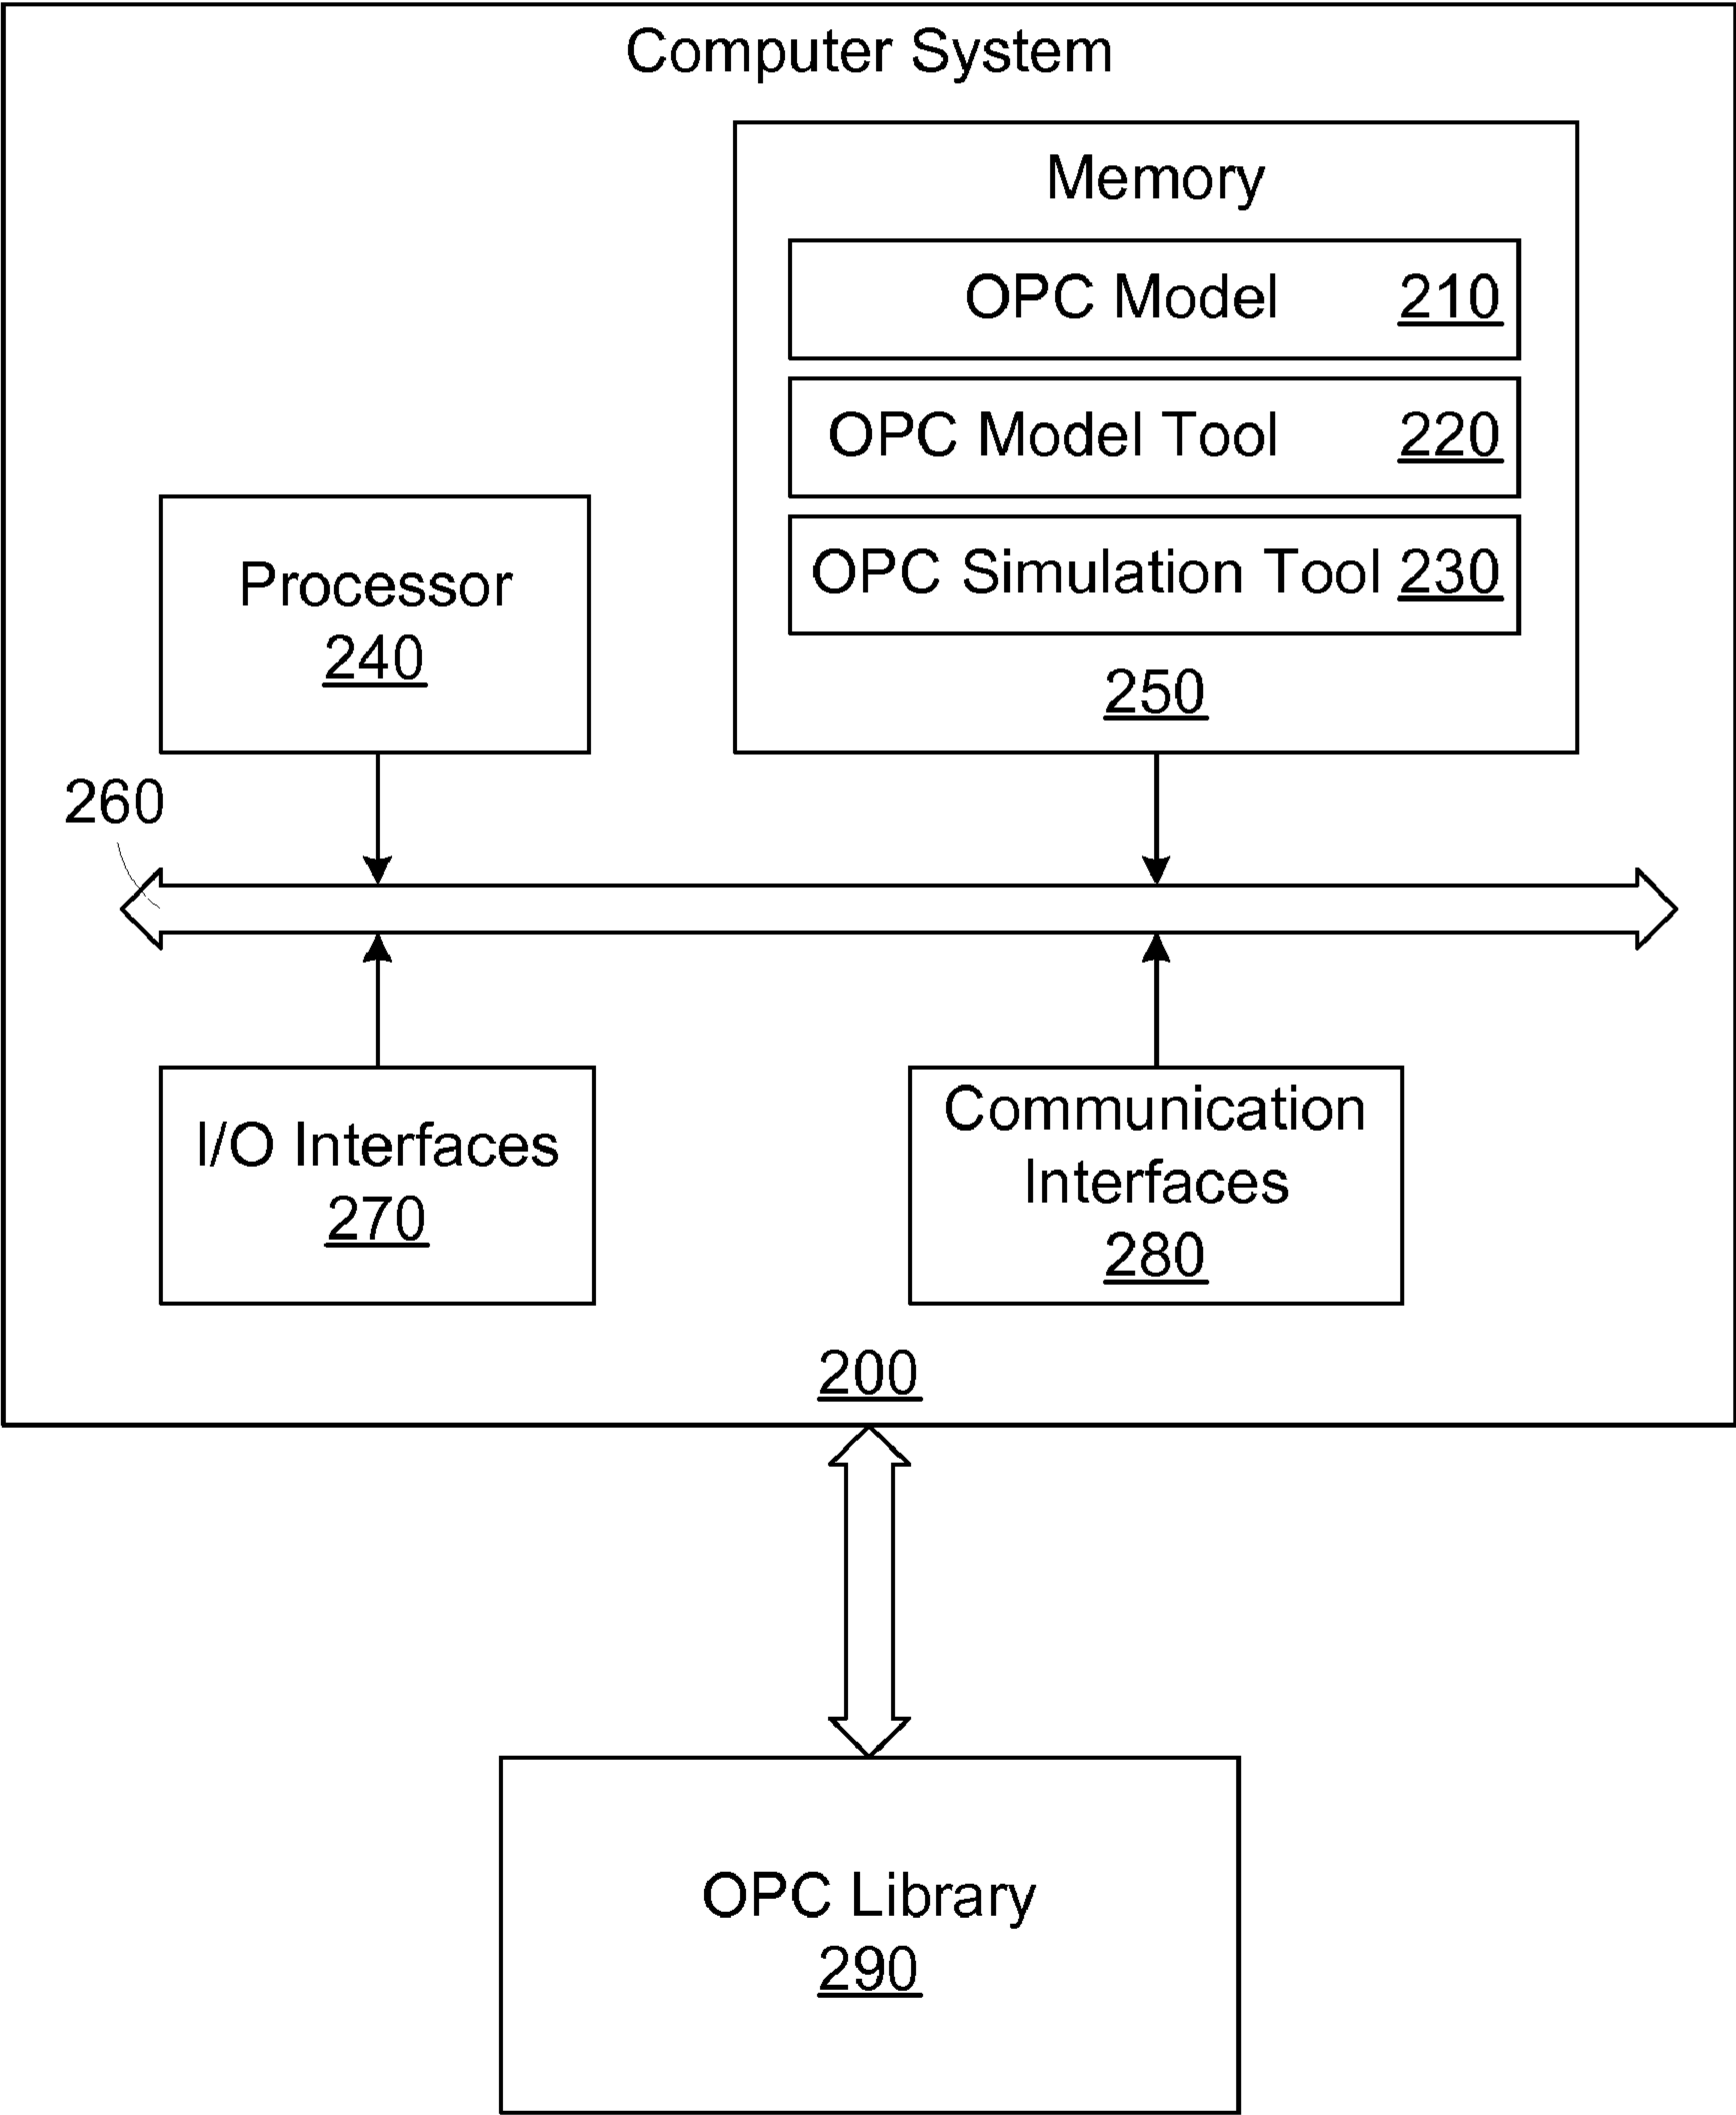 Computer System
Memory
OPC Model 210
OPC Model Tool 220
OPC Simulation Tool 230
250
Processor
240
260
I/O Interfaces
270
Communication
Interfaces
280
200
OPC Library
290